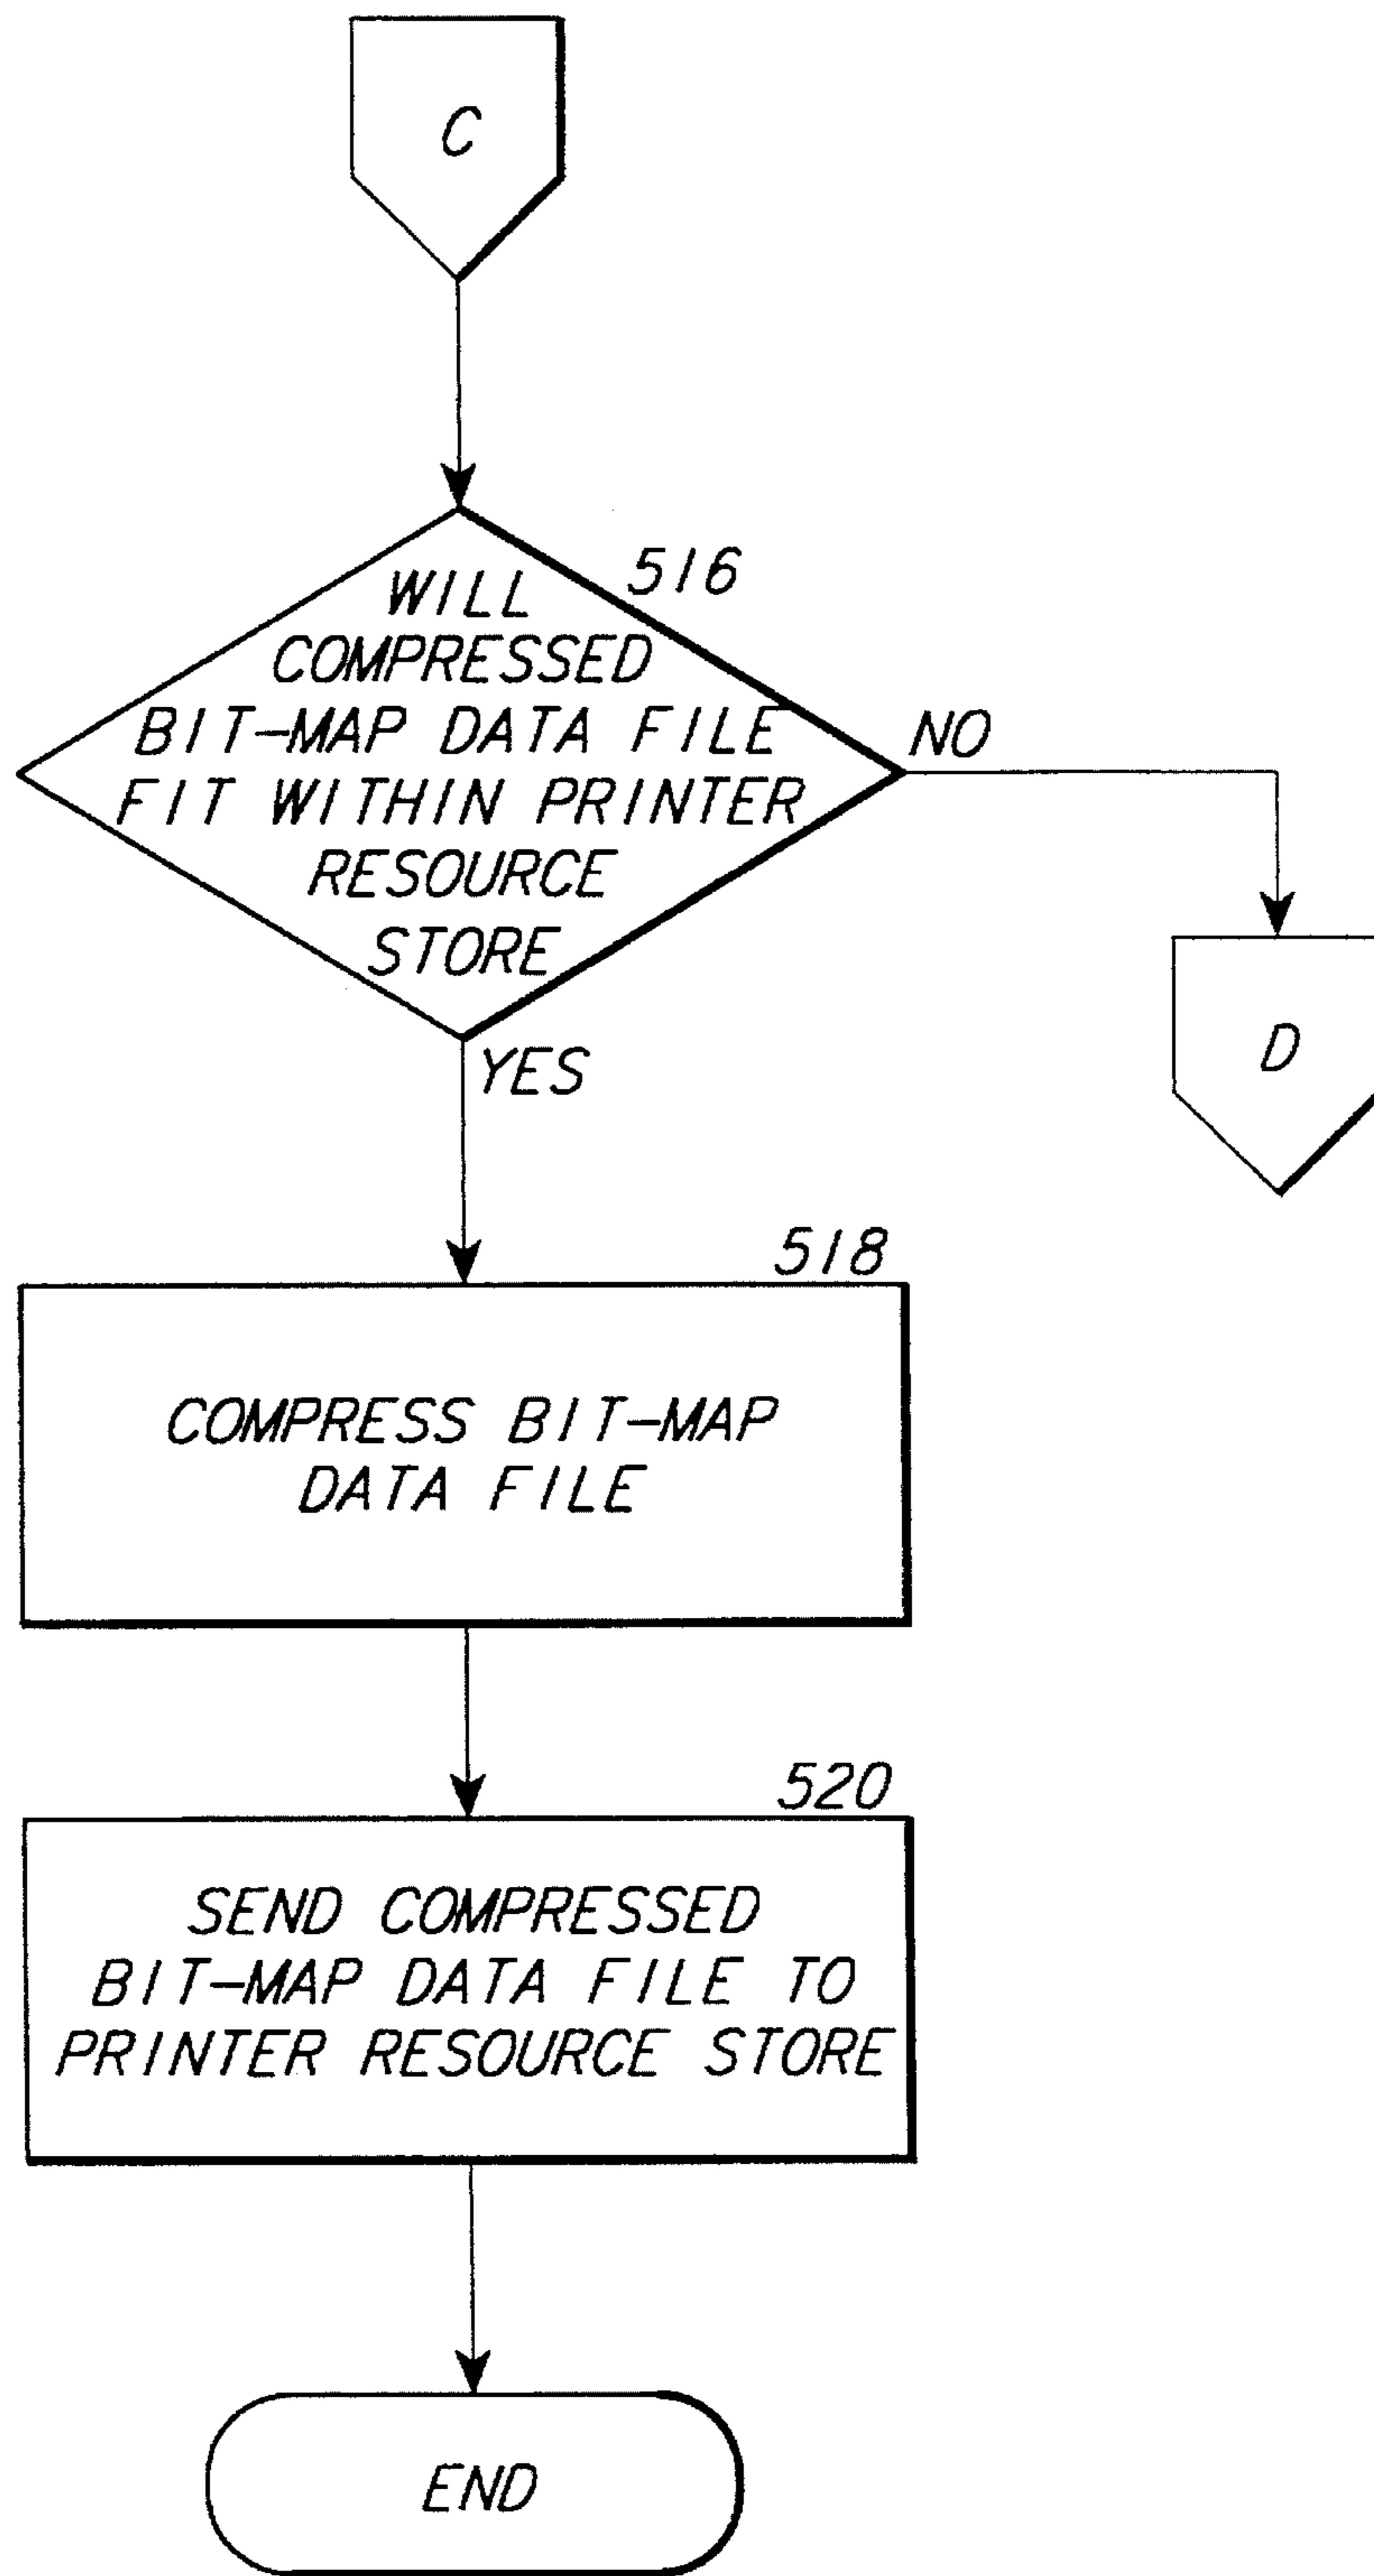 C
516
WILL
COMPRESSED
BIT-MAP DATA FILE
FIT WITHIN PRINTER
RESOURCE
STORE
NO
D
YES
518
COMPRESS BIT-MAP
DATA FILE
520
SEND COMPRESSED
BIT-MAP DATA FILE TO
PRINTER RESOURCE STORE
END